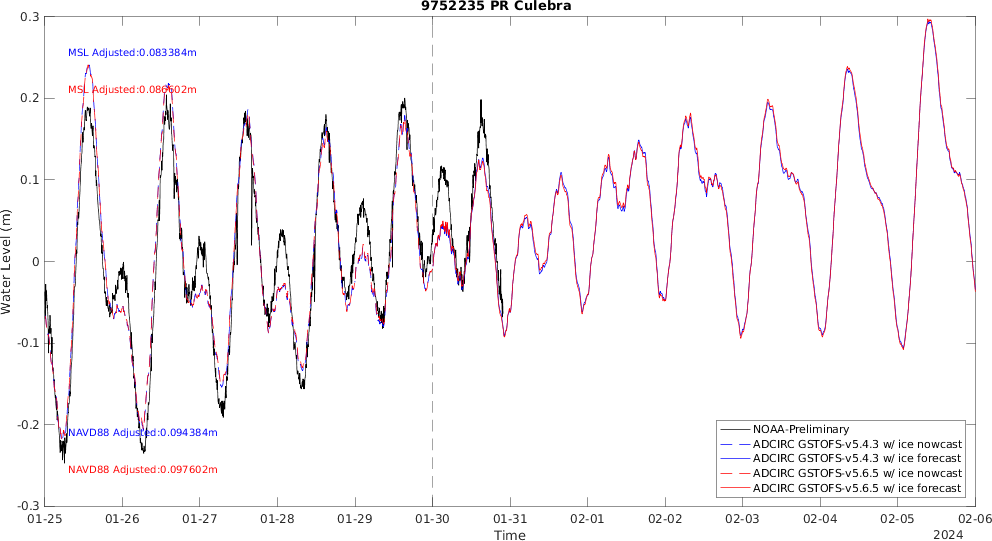 9752235 PR Culebra
0.3
MSL Adjusted:0.083384m
MSL Adjusted:0.086602m
0.2
0.1
0
-0.1
-0.2
-0.3
Water Level (m)
NAVD88 Adjusted:0.094384m
NAVD88 Adjusted:0.097602m
NOAA-Preliminary
ADCIRC GSTOFS-v5.4.3 w/ ice nowcast
ADCIRC GSTOFS-v5.4.3 w/ ice forecast
ADCIRC GSTOFS-v5.6.5 w/ ice nowcast
ADCIRC GSTOFS-v5.6.5 w/ ice forecast
01-25 01-26 01-27 01-28 01-29 01-30 01-31 02-01 02-02 02-03 02-04 02-05 02-06
Time
2024